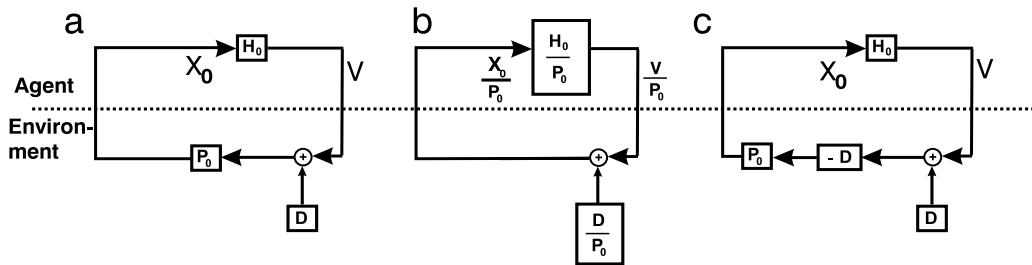 a
H₀
X₀
V
Agent
Environ-
ment
P₀
+
D
b
H₀
P₀
X₀
P₀
V
P₀
+
D
P₀
c
H₀
X₀
V
P₀
- D
+
D